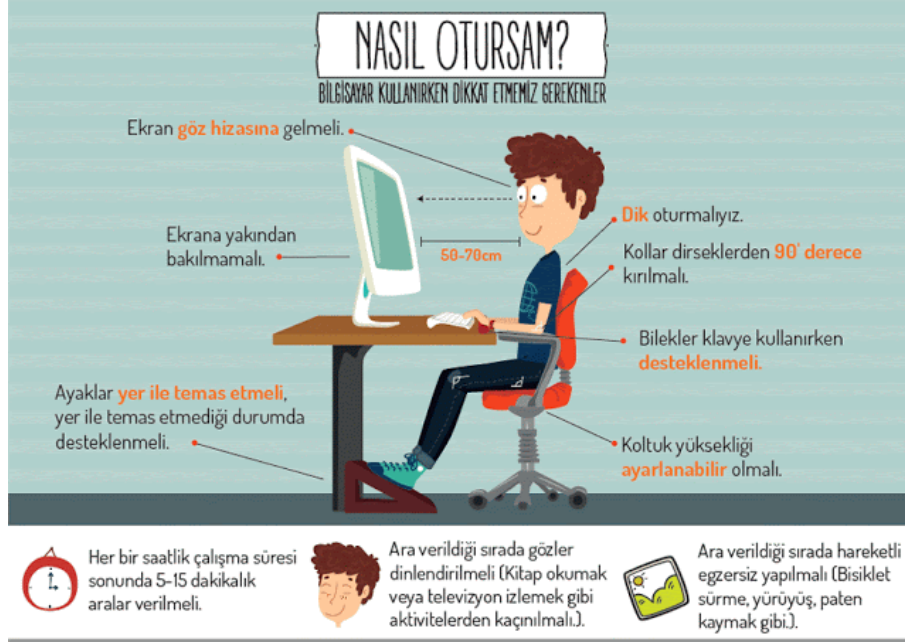 NASIL OTURSAM?
BİLGİSAYAR KULLANIRKEN DİKKAT ETMEMİZ GEREKENLER
Ekran göz hizasına gelmeli.
Ekrana yakından
bakılmamalı.
50-70cm
Dik oturmalıyız.
Kollar dirseklerden 90° derece
kırılmalı.
Bilekler klavye kullanırken
desteklenmeli.
Ayaklar yer ile temas etmeli,
yer ile temas etmediği durumda
desteklenmeli.
Koltuk yüksekliği
ayarlanabilir olmalı.
Her bir saatlik çalışma süresi
sonunda 5-15 dakikalık
aralar verilmeli.
Ara verildiği sırada gözler
dinlendirilmeli (Kitap okumak
veya televizyon izlemek gibi
aktivitelerden kaçınılmalı.).
Ara verildiği sırada hareketli
egzersiz yapılmalı (Bisiklet
sürme, yürüyüş, paten
kaymak gibi.).